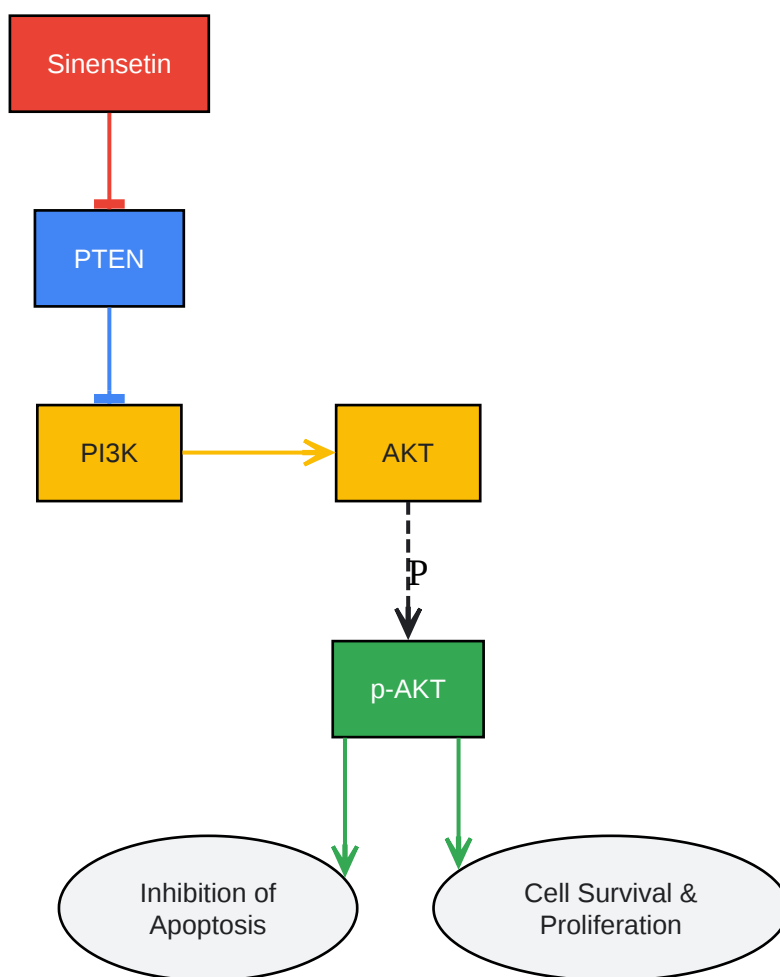 Sinensetin
PTEN
PI3K
AKT
P
p-AKT
Inhibition of
Apoptosis
Cell Survival &
Proliferation